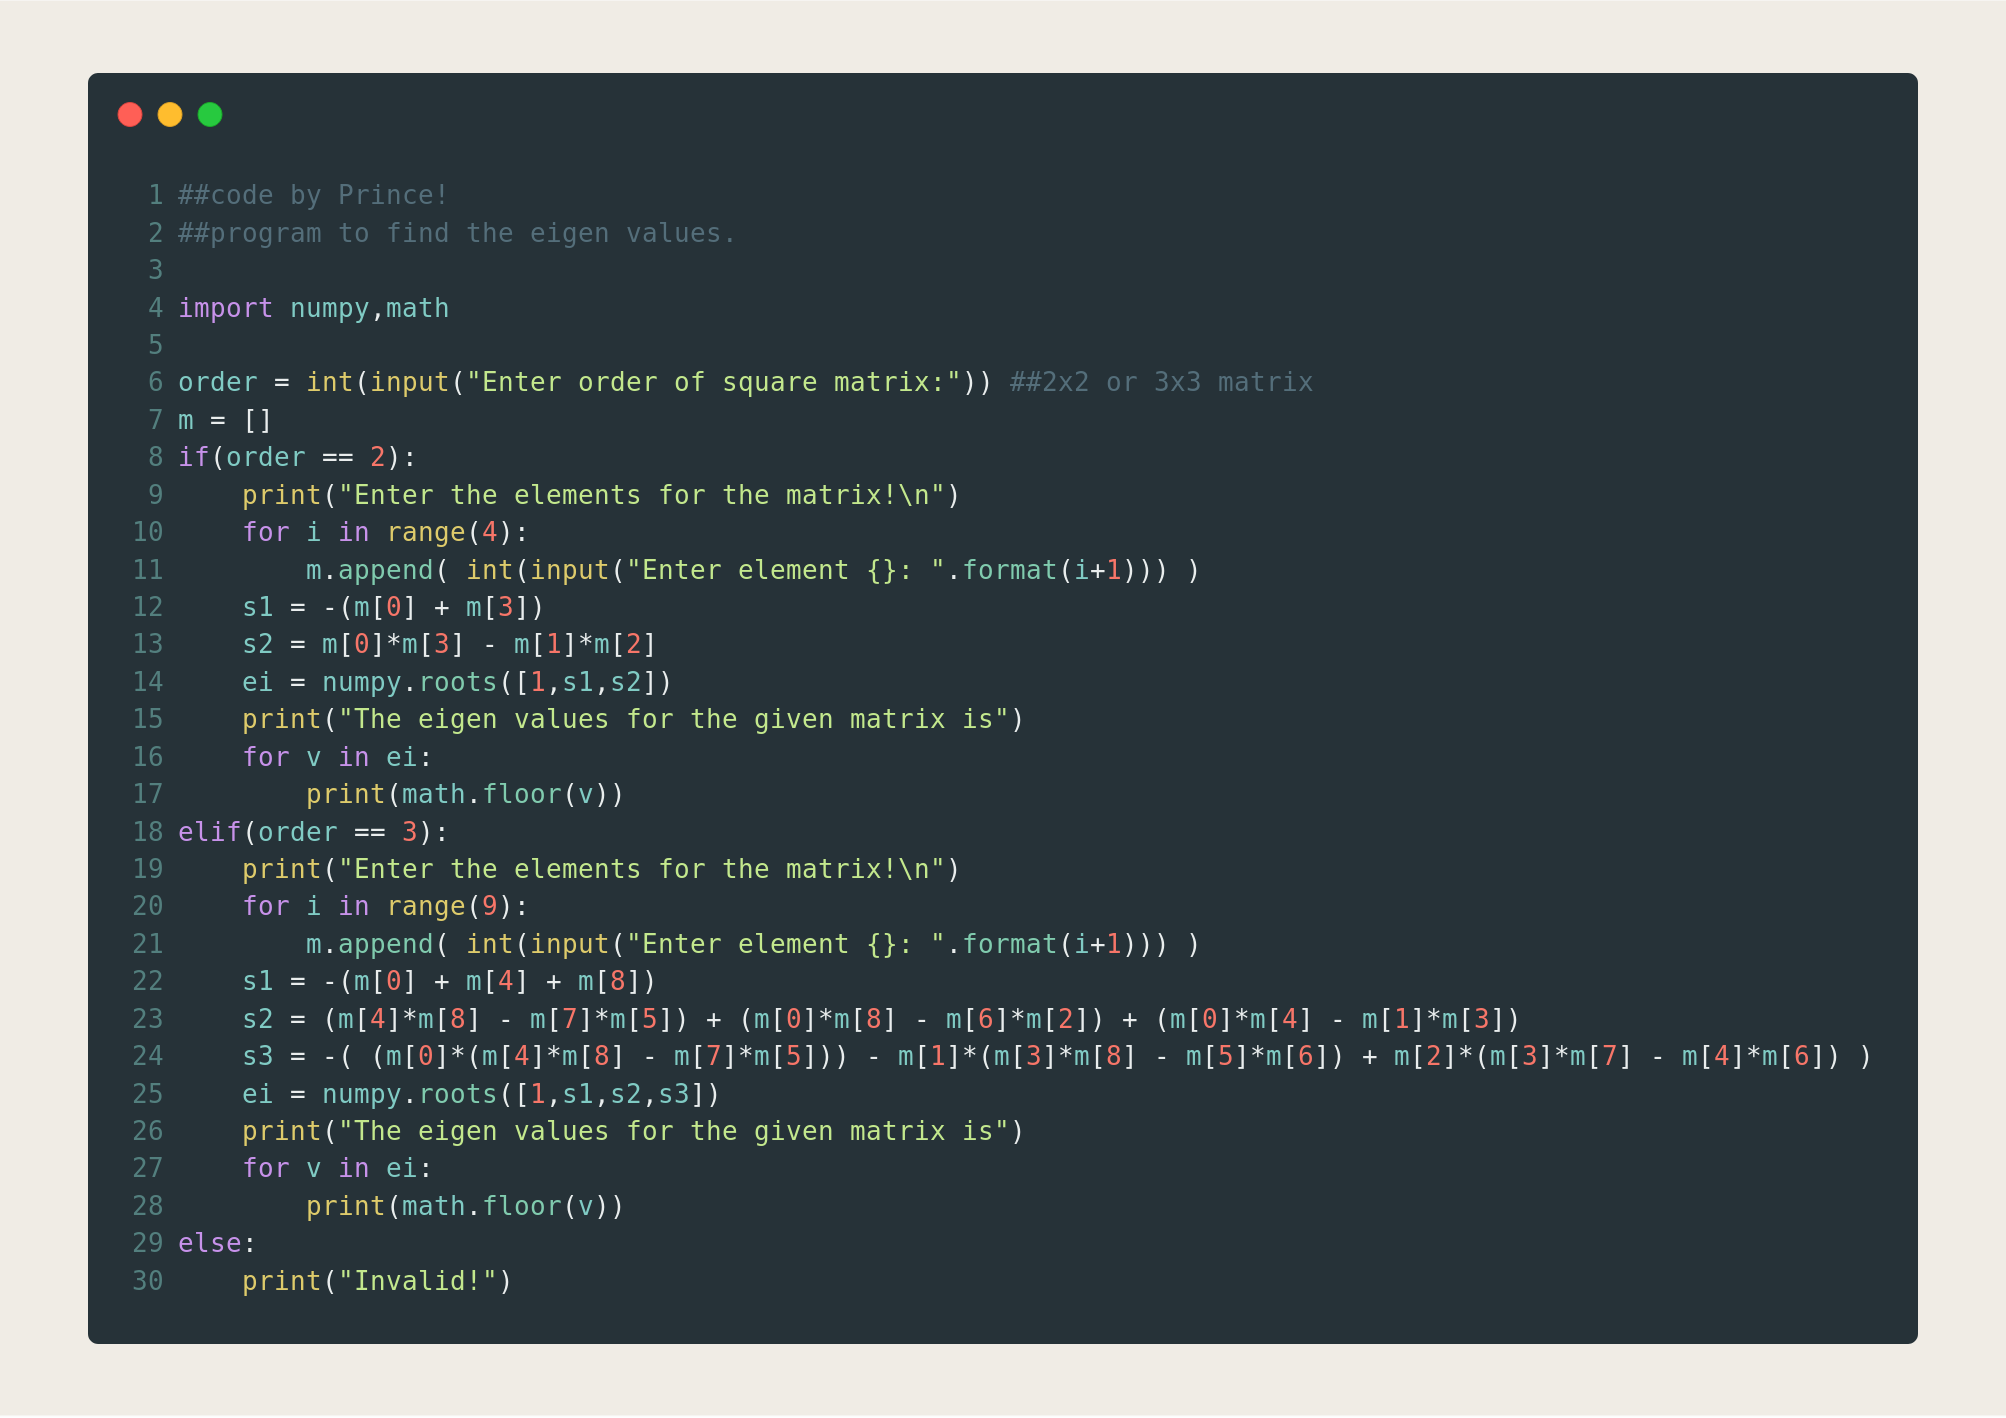 1 ##code by Prince!
2 ##program to find the eigen values.
3
4 import numpy,math
5
6 order = int(input("Enter order of square matrix:")) ##2x2 or 3x3 matrix
7 m = []
8 if(order == 2):
9     print("Enter the elements for the matrix!\n")
10     for i in range(4):
11         m.append( int(input("Enter element {}: ".format(i+1))) )
12     s1 = -(m[0] + m[3])
13     s2 = m[0]*m[3] - m[1]*m[2]
14     ei = numpy.roots([1,s1,s2])
15     print("The eigen values for the given matrix is")
16     for v in ei:
17         print(math.floor(v))
18 elif(order == 3):
19     print("Enter the elements for the matrix!\n")
20     for i in range(9):
21         m.append( int(input("Enter element {}: ".format(i+1))) )
22     s1 = -(m[0] + m[4] + m[8])
23     s2 = (m[4]*m[8] - m[7]*m[5]) + (m[0]*m[8] - m[6]*m[2]) + (m[0]*m[4] - m[1]*m[3])
24     s3 = -( (m[0]*(m[4]*m[8] - m[7]*m[5])) - m[1]*(m[3]*m[8] - m[5]*m[6]) + m[2]*(m[3]*m[7] - m[4]*m[6]) )
25     ei = numpy.roots([1,s1,s2,s3])
26     print("The eigen values for the given matrix is")
27     for v in ei:
28         print(math.floor(v))
29 else:
30     print("Invalid!")